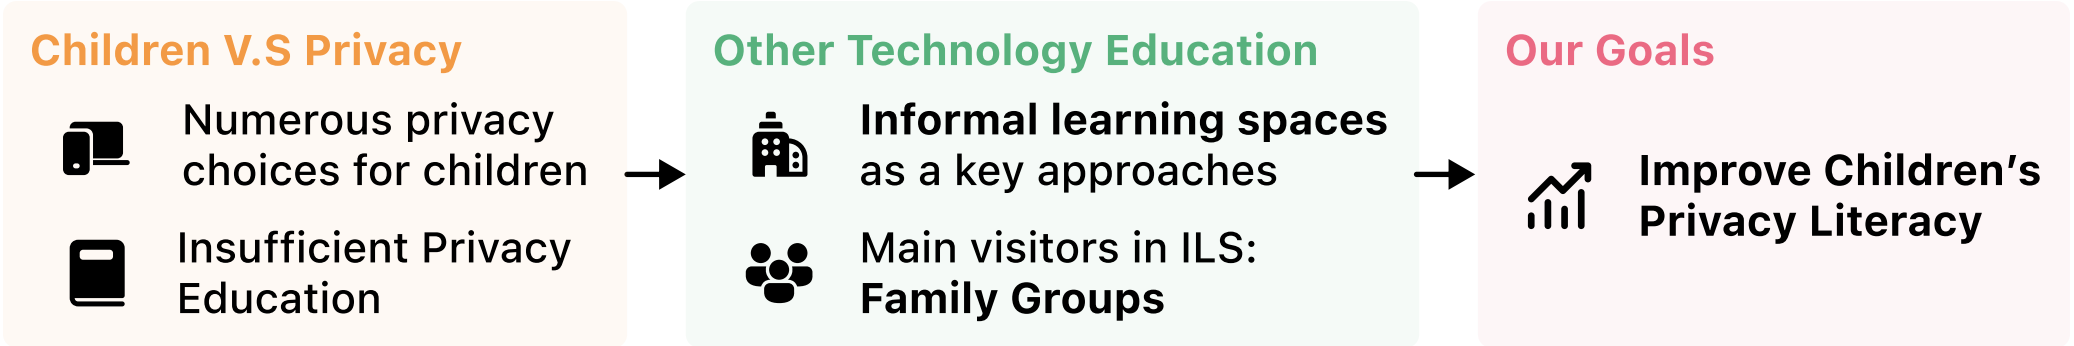 Children V.S Privacy
Numerous privacy
choices for children
Insufficient Privacy
Education
Other Technology Education
Informal learning spaces
as a key approaches
Main visitors in ILS:
Family Groups
Our Goals
Improve Children’s
Privacy Literacy